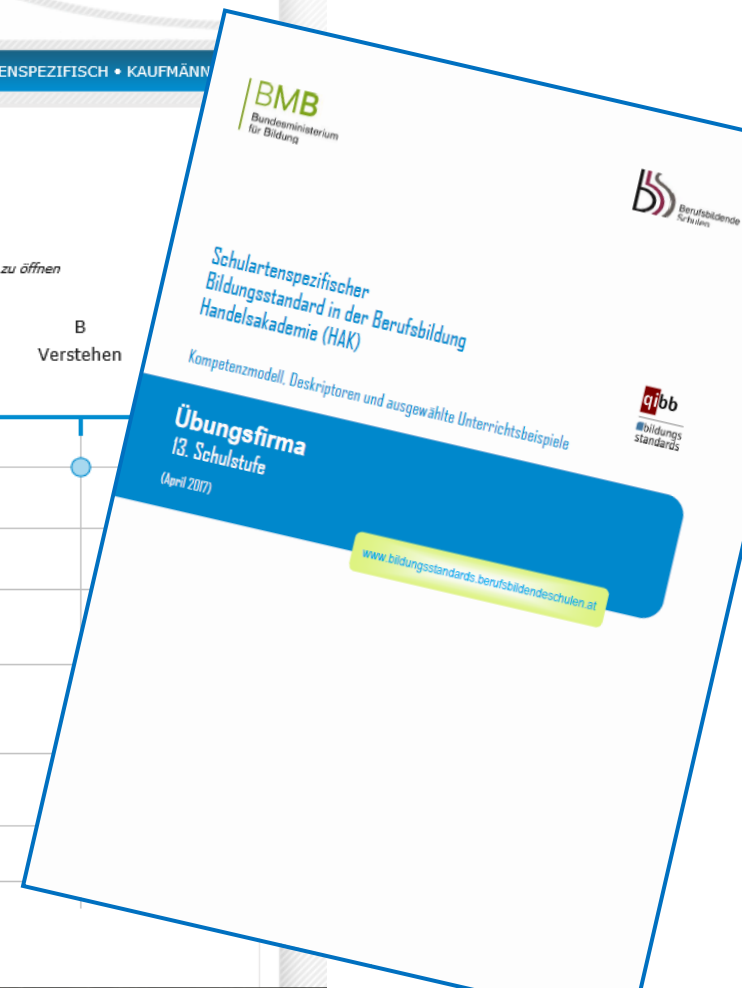 ENSPEZIFISCH • KAUFMÄNN
zu öffnen
B
Verstehen
BMB
Bundesministerium
für Bildung
Berufsbildende
Schulen
Schulartenspezifischer
Bildungsstandard in der Berufsbildung
Handelsakademie (HAK)
Kompetenzmodell, Deskriptoren und ausgewählte Unterrichtsbeispiele
qibb
bildungs
standards
Übungsfirma
13. Schulstufe
(April 2017)
www.bildungsstandards.berufsbildendeschulen.at